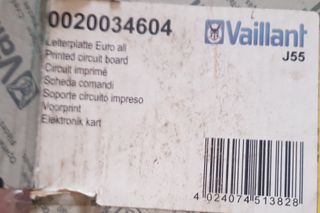 0020034604
Vaillant
J55
Leiterplatte Euro all
Printed circuit board
Circuit imprimé
Scheda comandi
Soporte circuito impreso
Voorprint
Elektronik kart
4 024074 513828